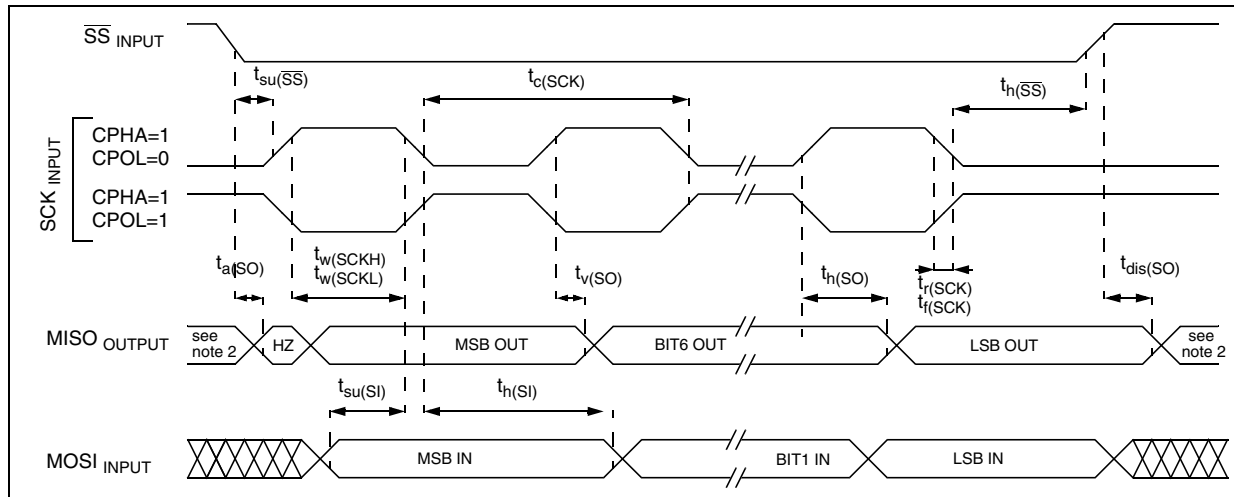 SS INPUT
tsu(SS)
tc(SCK)
th(SS)
SCK INPUT
CPHA=1
CPOL=0
CPHA=1
CPOL=1
ta(SO)
tw(SCKH)
tw(SCKL)
tv(SO)
th(SO)
tr(SCK)
tf(SCK)
tdis(SO)
MISO OUTPUT
see
note 2
HZ
MSB OUT
BIT6 OUT
LSB OUT
see
note 2
tsu(SI)
th(SI)
MOSI INPUT
MSB IN
BIT1 IN
LSB IN